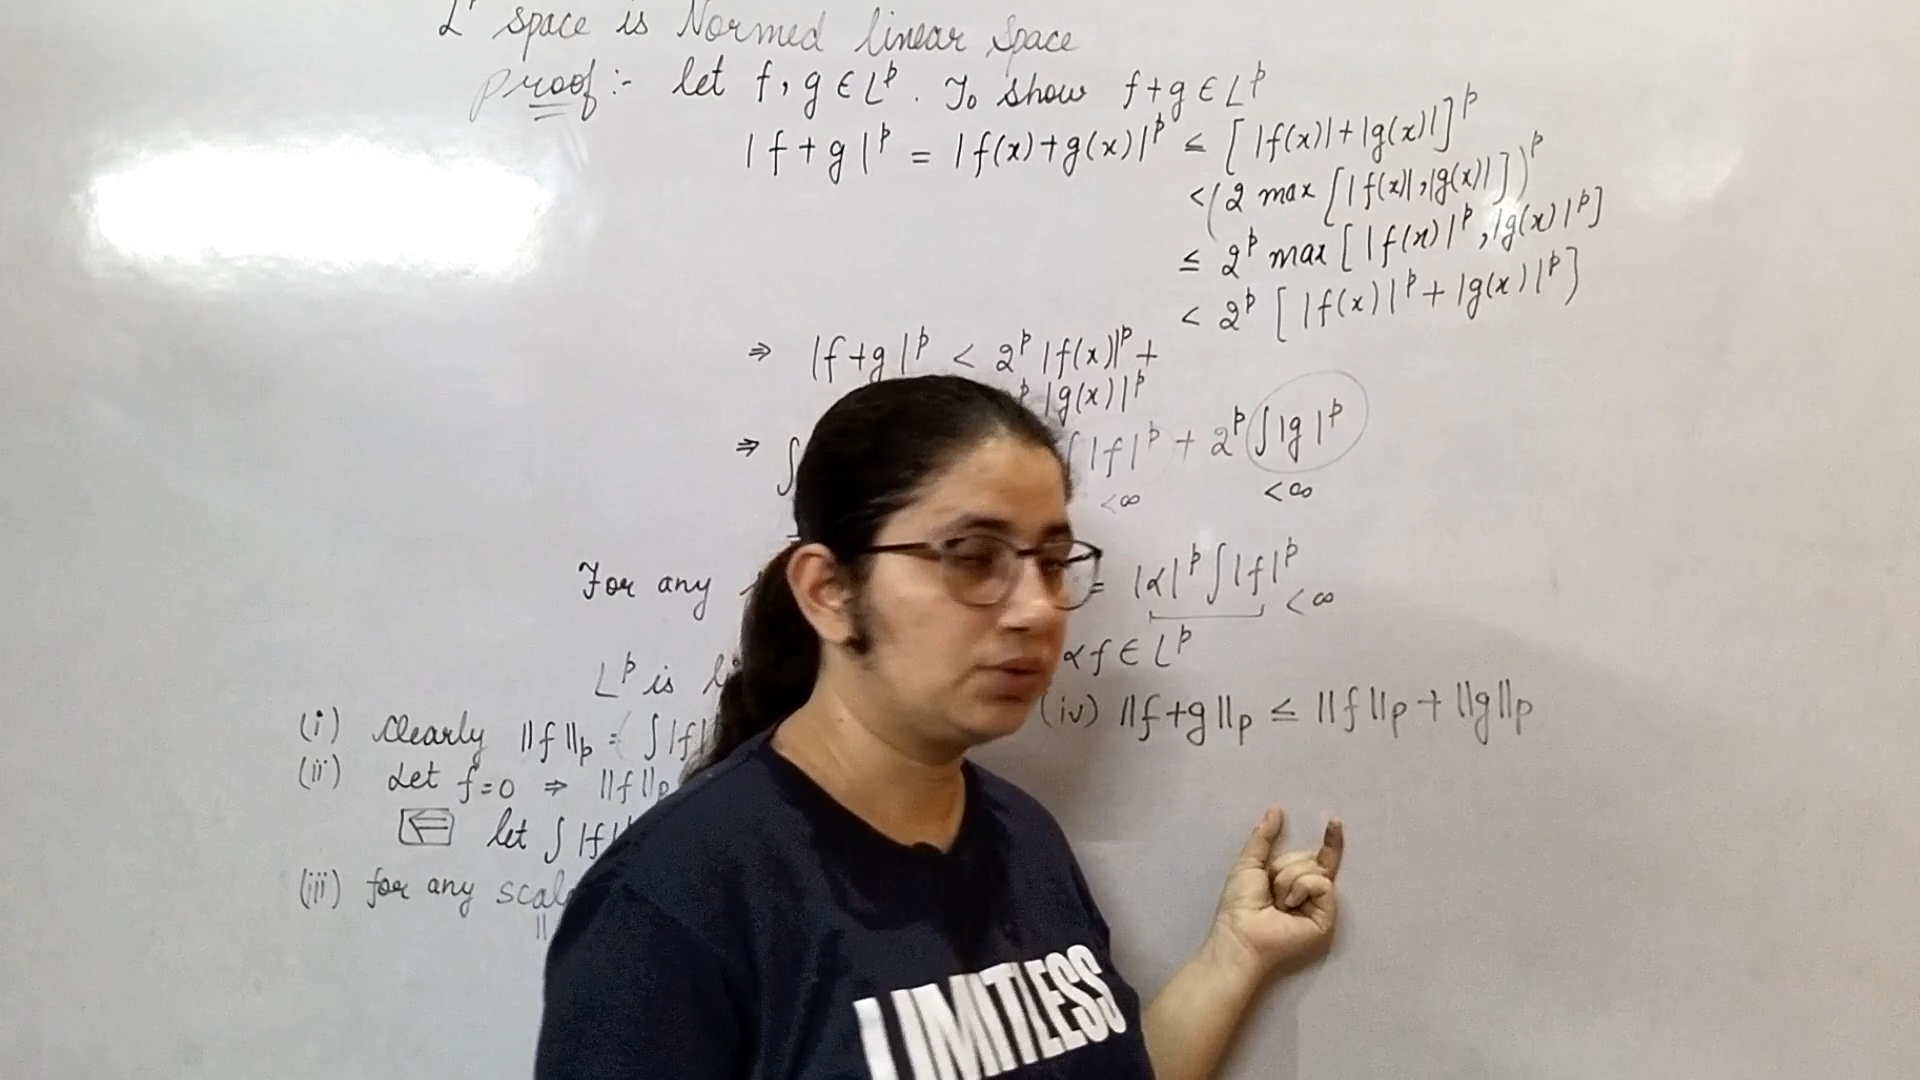 L^p space is Normed linear space
proof:- let f, g ∈ L^p. To show f+g ∈ L^p
|f+g|^p = |f(x)+g(x)|^p ≤ [|f(x)|+|g(x)|]^p
<(2 max [|f(x)|,|g(x)|])^p
≤ 2^p max [|f(x)|^p, |g(x)|^p]
< 2^p [|f(x)|^p + |g(x)|^p]
⇒ |f+g|^p < 2^p |f(x)|^p +
^p |g(x)|^p
⇒ ∫ ∫|f|^p + 2^p ∫|g|^p
<∞ <∞
For any = |α|^p ∫|f|^p <∞
αf ∈ L^p
L^p is
(i) Clearly ||f||_p = (∫|f|
(ii) Let f=0 ⇒ ||f||_p
⇐ let ∫|f|
(iii) for any
||
(iv) ||f+g||_p ≤ ||f||_p + ||g||_p
LIMITLESS